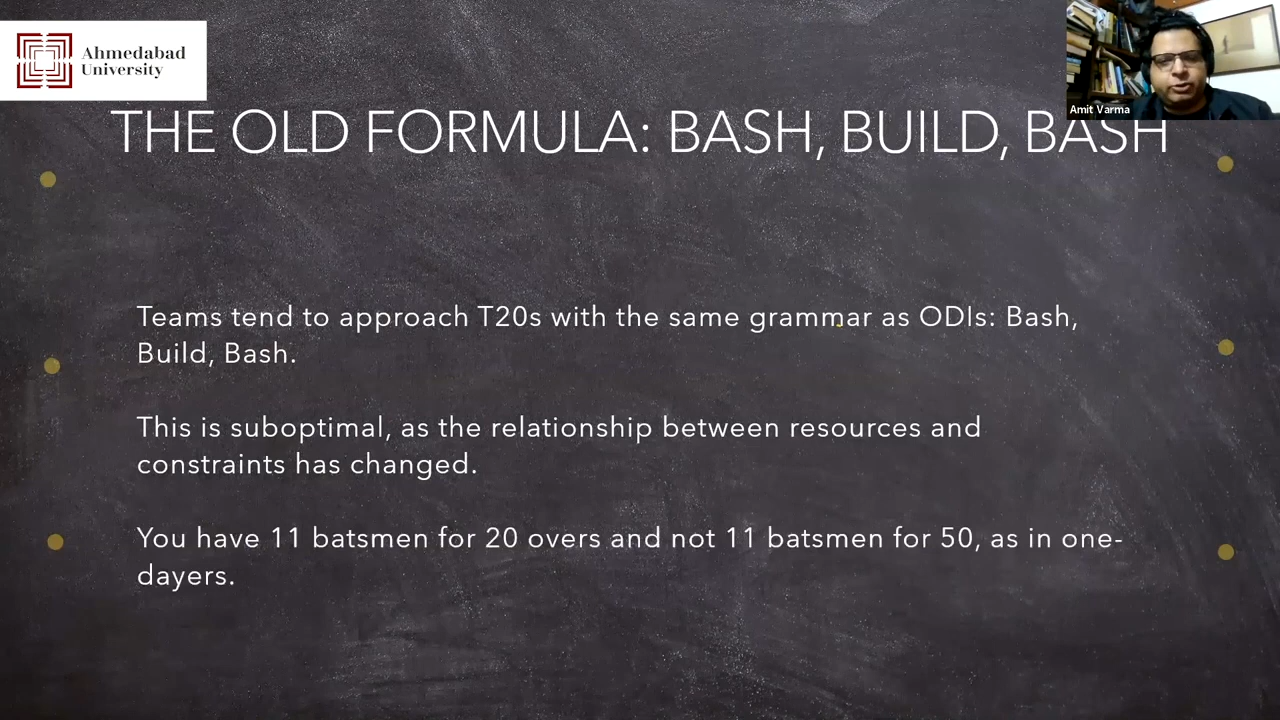 Ahmedabad
University
Amit Varma
THE OLD FORMULA: BASH, BUILD, BASH
Teams tend to approach T20s with the same grammar as ODIs: Bash,
Build, Bash.
This is suboptimal, as the relationship between resources and
constraints has changed.
You have 11 batsmen for 20 overs and not 11 batsmen for 50, as in one-
dayers.